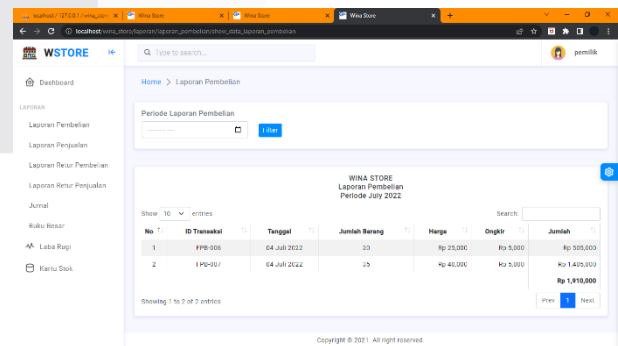 Wina Store
Wina Store
Wina Store
localhost/wina_store/laporan/laporan_pembelian/show_data_laporan_pembelian
WSTORE
Type to search...
pemilik
Dashboard
Home > Laporan Pembelian
LAPORAN
Laporan Pembelian
Laporan Penjualan
Laporan Retur Pembelian
Laporan Retur Penjualan
Jurnal
Buku Besar
Laba Rugi
Kartu Stok
Periode Laporan Pembelian
Filter
WINA STORE
Laporan Pembelian
Periode July 2022
Show 10 entries
Search:
No ID Transaksi Tanggal Jumlah Barang Harga Ongkir Jumlah
1 FPB-006 04 Juli 2022 20 Rp 25,000 Rp 5,000 Rp 505,000
2 FPB-007 04 Juli 2022 35 Rp 40,000 Rp 5,000 Rp 1,405,000
Rp 1,910,000
Showing 1 to 2 of 2 entries
Prev 1 Next
Copyright © 2021. All right reserved.